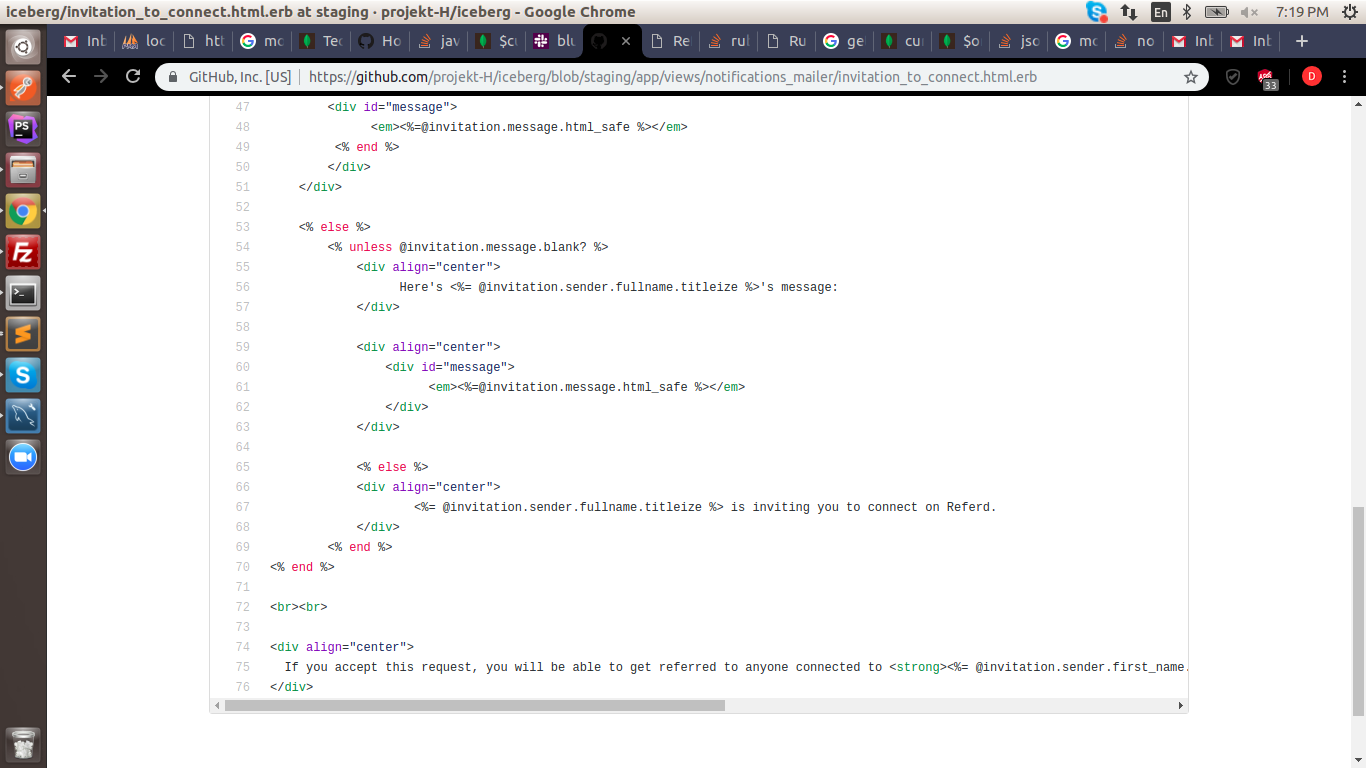 iceberg/invitation_to_connect.html.erb at staging · projekt-H/iceberg - Google Chrome
En
7:19 PM
Inb
loc
htt
mc
Tec
Ho
jav
$cu
blu
Re
rub
Ru
ge
cur
$o
jso
mc
no
Inb
Inb
GitHub, Inc. [US]
https://github.com/projekt-H/iceberg/blob/staging/app/views/notifications_mailer/invitation_to_connect.html.erb
33
D
PS
Fz
S
47 <div id="message">
48 <em><%=@invitation.message.html_safe %></em>
49 <% end %>
50 </div>
51 </div>
52
53 <% else %>
54 <% unless @invitation.message.blank? %>
55 <div align="center">
56 Here's <%= @invitation.sender.fullname.titleize %>'s message:
57 </div>
58
59 <div align="center">
60 <div id="message">
61 <em><%=@invitation.message.html_safe %></em>
62 </div>
63 </div>
64
65 <% else %>
66 <div align="center">
67 <%= @invitation.sender.fullname.titleize %> is inviting you to connect on Referd.
68 </div>
69 <% end %>
70 <% end %>
71
72 <br><br>
73
74 <div align="center">
75 If you accept this request, you will be able to get referred to anyone connected to <strong><%= @invitation.sender.first_name.
76 </div>